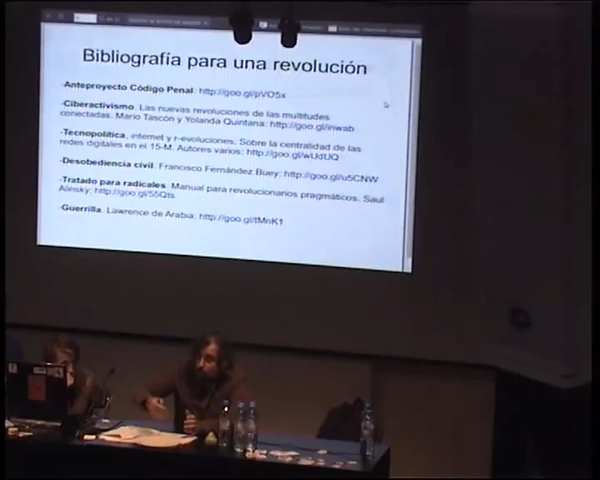 Bibliografía para una revolución
-Anteproyecto Código Penal: http://goo.gl/pVO5x
-Ciberactivismo. Las nuevas revoluciones de las multitudes
conectadas. Mario Tascón y Yolanda Quintana: http://goo.gl/inwab
-Tecnopolítica, internet y r-evoluciones. Sobre la centralidad de las
redes digitales en el 15-M. Autores varios: http://goo.gl/wUdUQ
-Desobediencia civil. Francisco Fernández Buey: http://goo.gl/u5CNW
-Tratado para radicales. Manual para revolucionarios pragmáticos. Saul
Alinsky: http://goo.gl/55Qts
-Guerrilla. Lawrence de Arabia: http://goo.gl/tMnK1